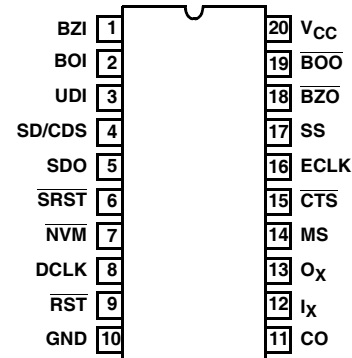 BZI 1 20 VCC
BOI 2 19 BOO
UDI 3 18 BZO
SD/CDS 4 17 SS
SDO 5 16 ECLK
SRST 6 15 CTS
NVM 7 14 MS
DCLK 8 13 OX
RST 9 12 IX
GND 10 11 CO